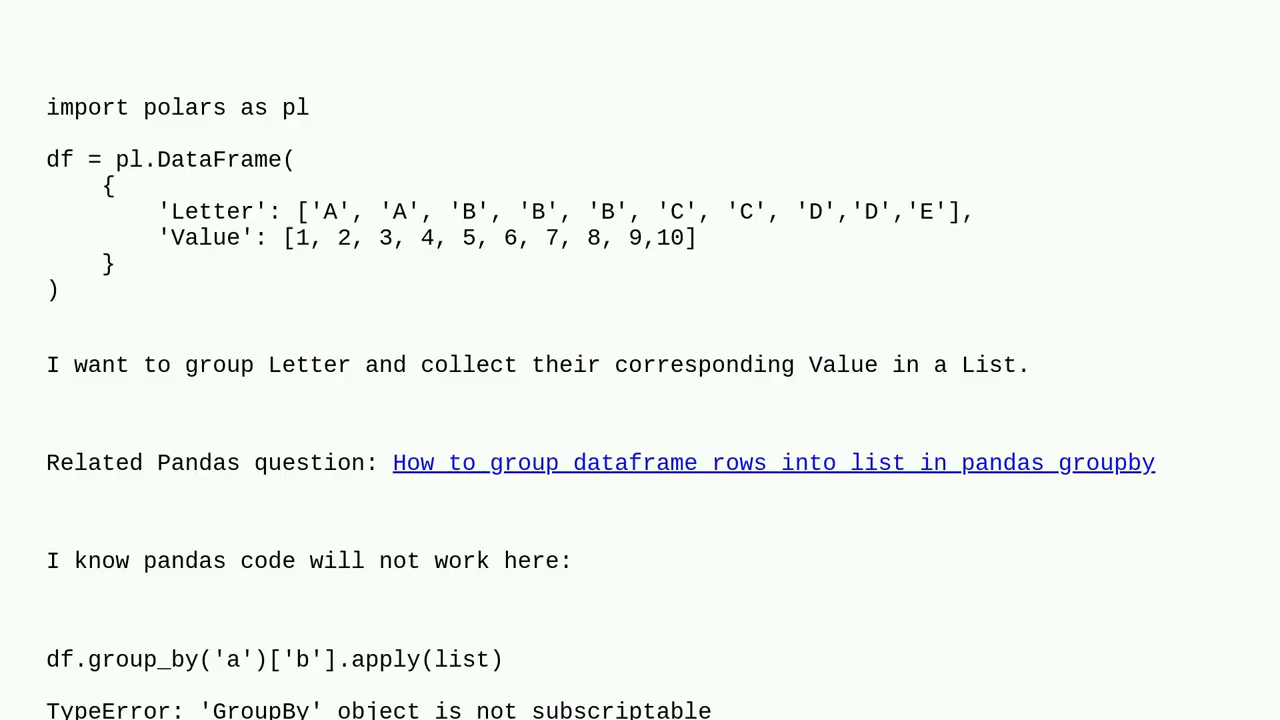 import polars as pl
df = pl.DataFrame(
    {
        'Letter': ['A', 'A', 'B', 'B', 'B', 'C', 'C', 'D','D','E'],
        'Value': [1, 2, 3, 4, 5, 6, 7, 8, 9,10]
    }
)
I want to group Letter and collect their corresponding Value in a List.
Related Pandas question: How to group dataframe rows into list in pandas groupby
I know pandas code will not work here:
df.group_by('a')['b'].apply(list)
TypeError: 'GroupBy' object is not subscriptable